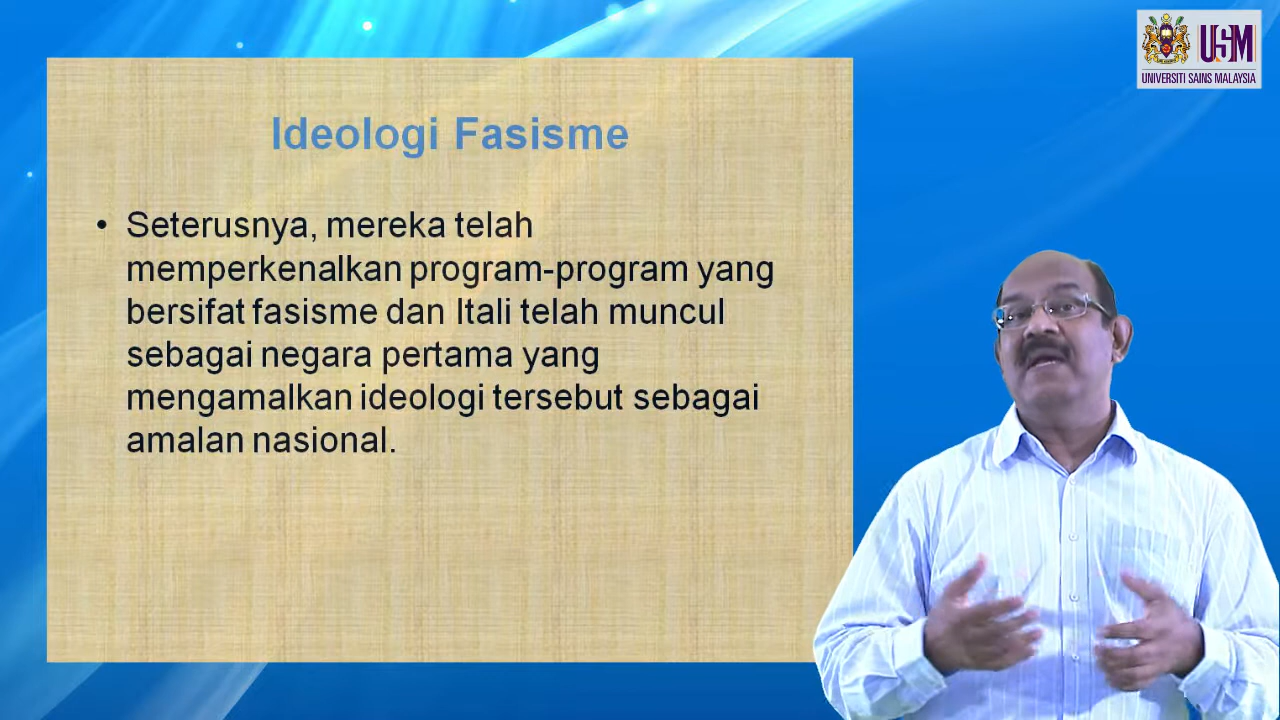 USM
UNIVERSITI SAINS MALAYSIA
Ideologi Fasisme
• Seterusnya, mereka telah
memperkenalkan program-program yang
bersifat fasisme dan Itali telah muncul
sebagai negara pertama yang
mengamalkan ideologi tersebut sebagai
amalan nasional.